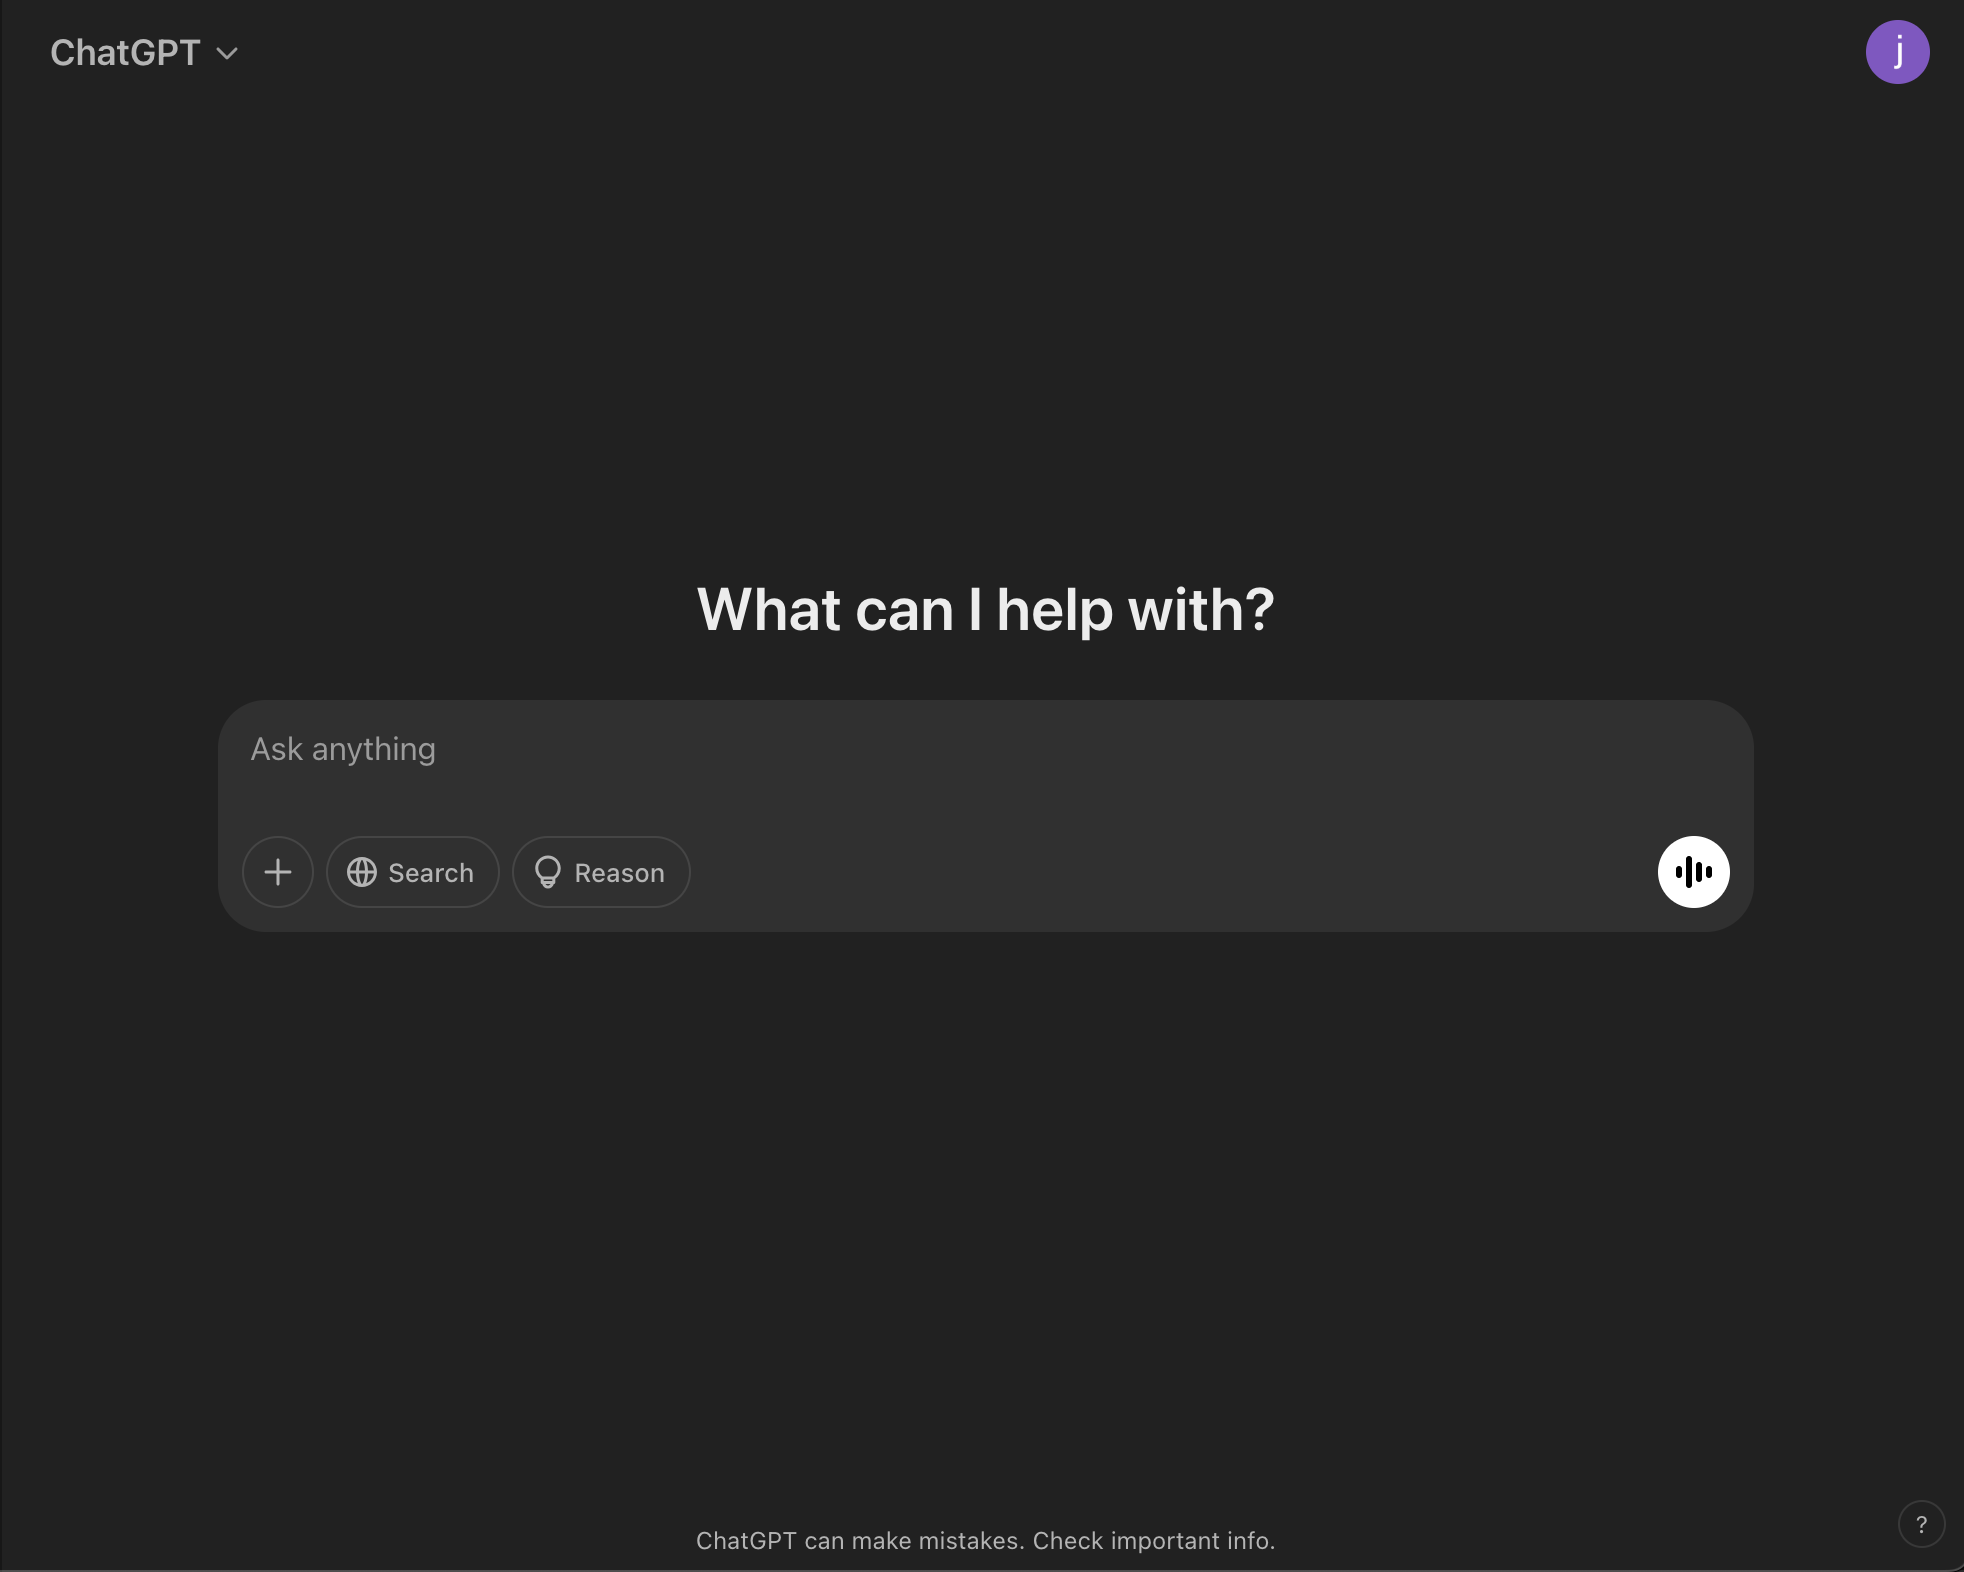 ChatGPT
j
What can I help with?
Ask anything
Search
Reason
ChatGPT can make mistakes. Check important info.
?